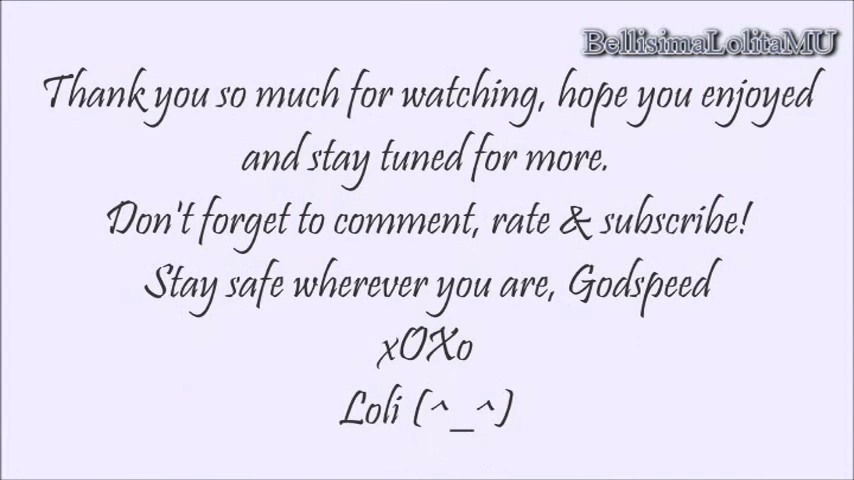 BellisimaLolitaMU
Thank you so much for watching, hope you enjoyed
and stay tuned for more.
Don't forget to comment, rate & subscribe!
Stay safe wherever you are, Godspeed
xOXo
Loli (^_^)